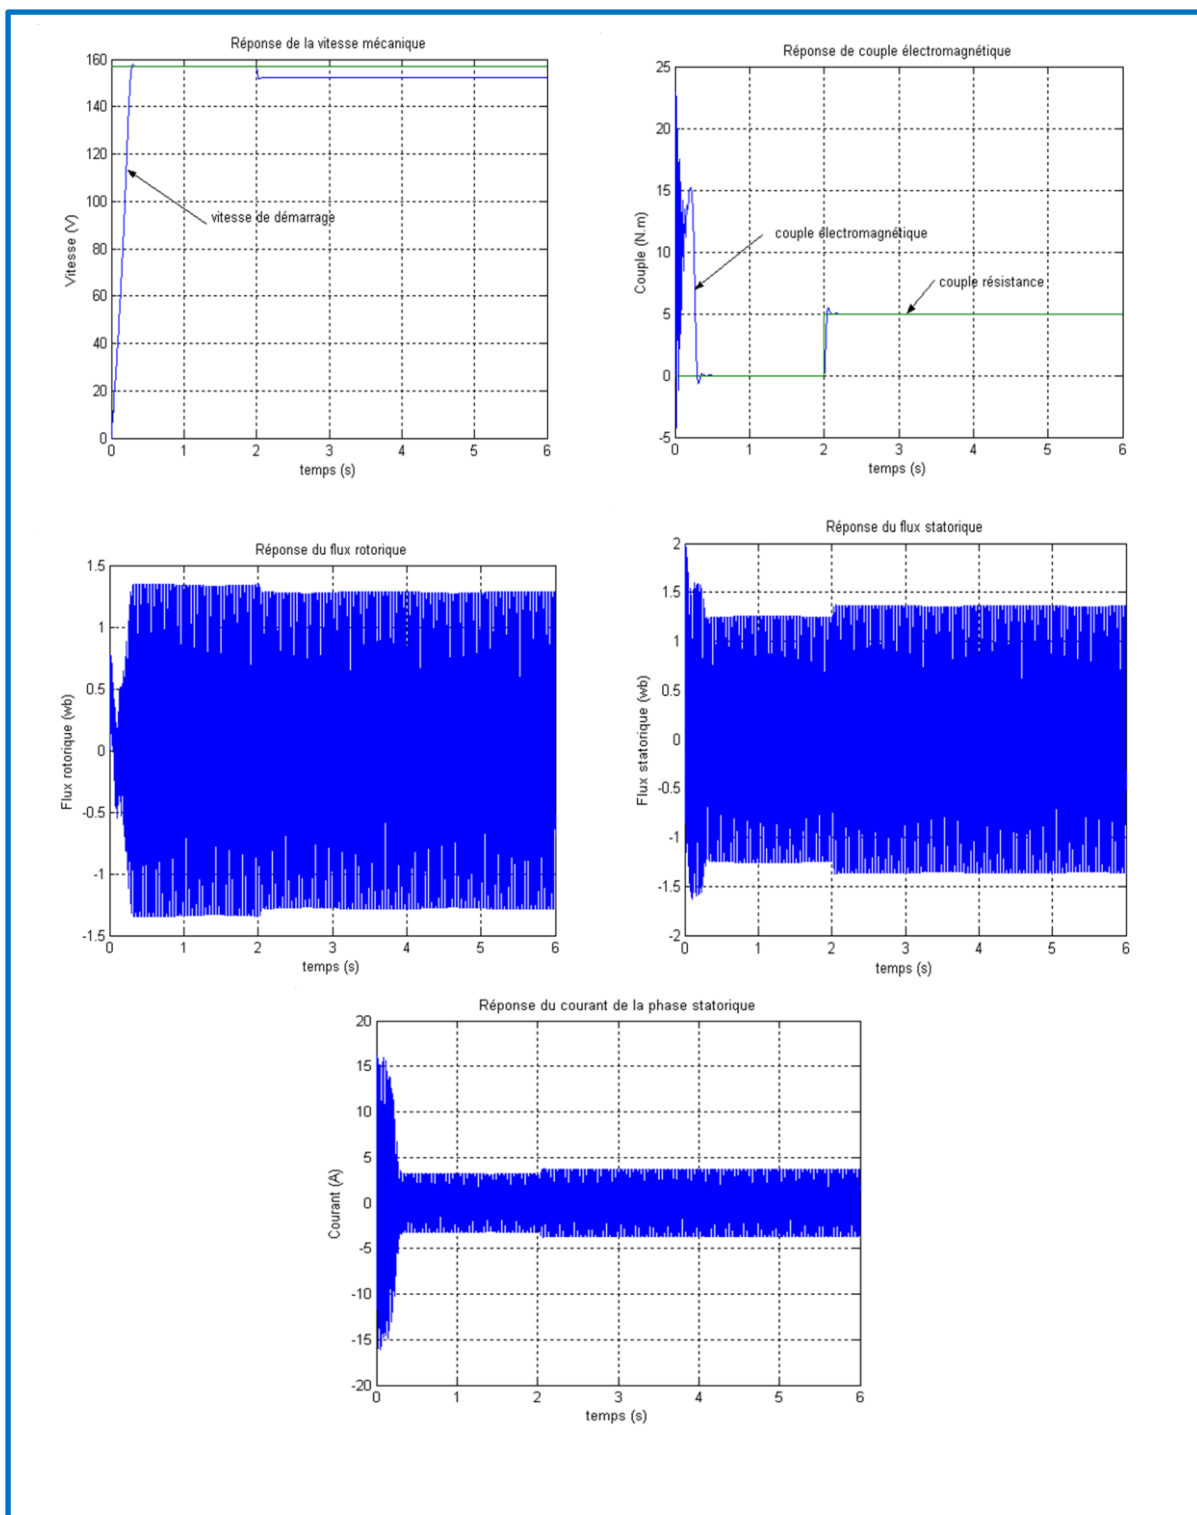 Réponse de la vitesse mécanique
160
140
120
100
80
60
40
20
0
Vitesse (V)
vitesse de démarrage
0 1 2 3 4 5 6
temps (s)
Réponse de couple électromagnétique
25
20
15
10
5
0
-5
Couple (N.m)
couple électromagnétique
couple résistance
0 1 2 3 4 5 6
temps (s)
Réponse du flux rotorique
1.5
1
0.5
0
-0.5
-1
-1.5
Flux rotorique (wb)
0 1 2 3 4 5 6
temps (s)
Réponse du flux statorique
2
1.5
1
0.5
0
-0.5
-1
-1.5
-2
Flux statorique (wb)
0 1 2 3 4 5 6
temps (s)
Réponse du courant de la phase statorique
20
15
10
5
0
-5
-10
-15
-20
Courant (A)
0 1 2 3 4 5 6
temps (s)